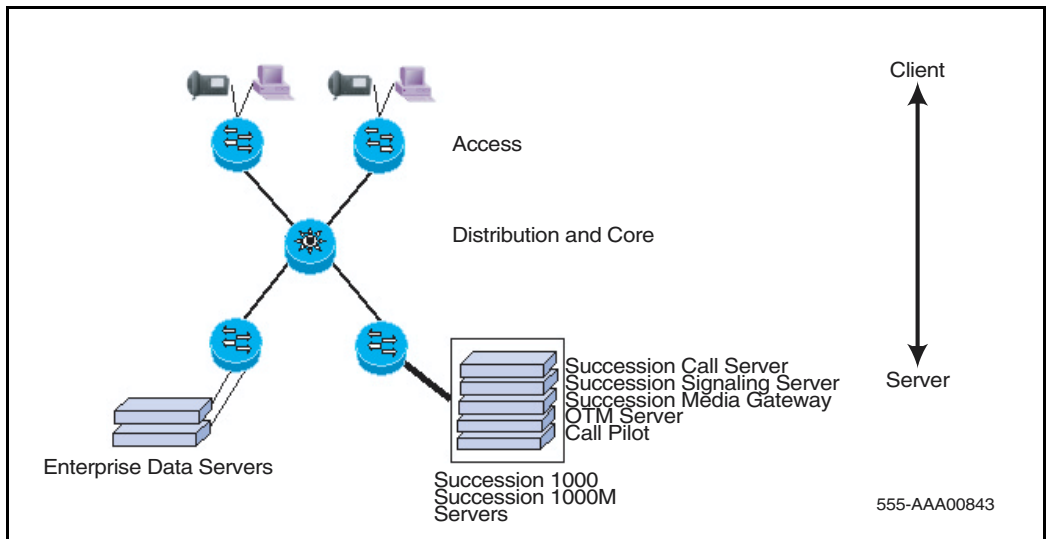 Client
Access
Distribution and Core
Succession Call Server
Succession Signaling Server
Succession Media Gateway
OTM Server
Call Pilot
Server
Enterprise Data Servers
Succession 1000
Succession 1000M
Servers
555-AAA00843